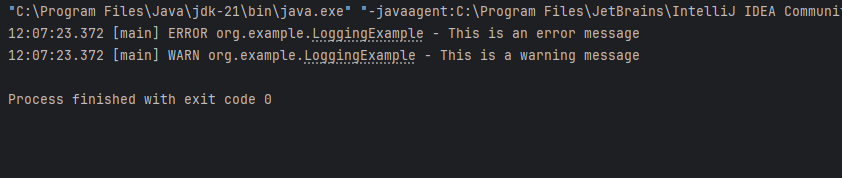 "C:\Program Files\Java\jdk-21\bin\java.exe" "-javaagent:C:\Program Files\JetBrains\IntelliJ IDEA Communi
12:07:23.372 [main] ERROR org.example.LoggingExample - This is an error message
12:07:23.372 [main] WARN org.example.LoggingExample - This is a warning message
Process finished with exit code 0